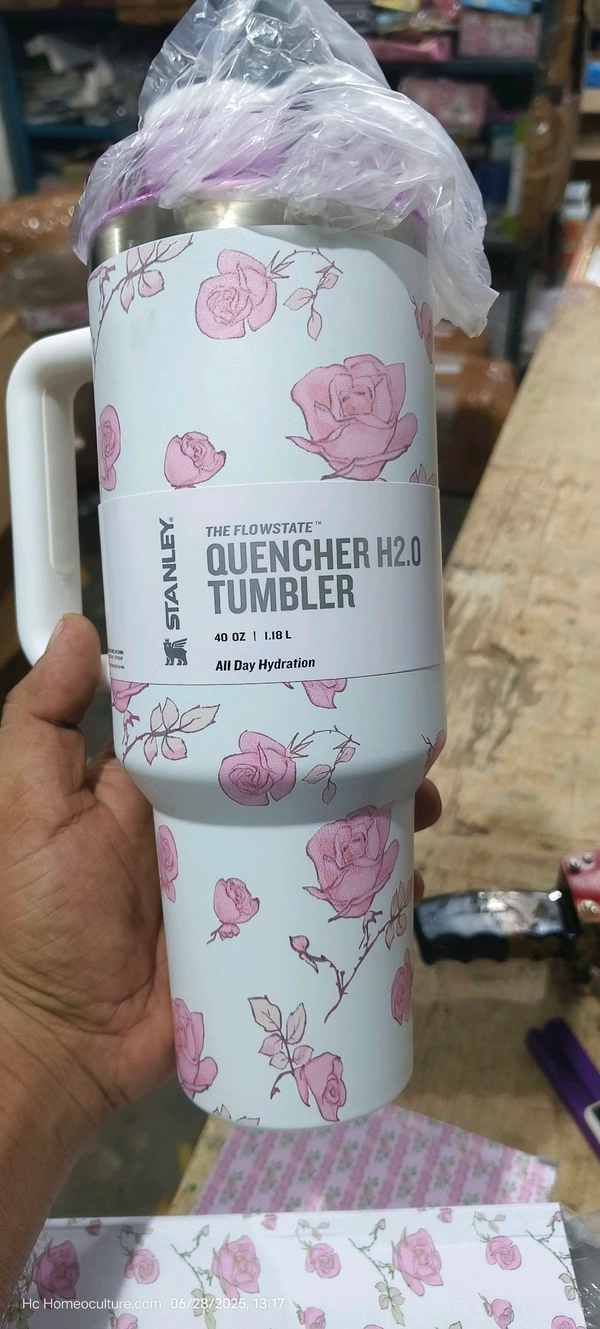 STANLEY®
THE FLOWSTATE™
QUENCHER H2.0
TUMBLER
40 OZ | 1.18 L
All Day Hydration
Hc Homeoculture.com 06/28/2025, 13:17